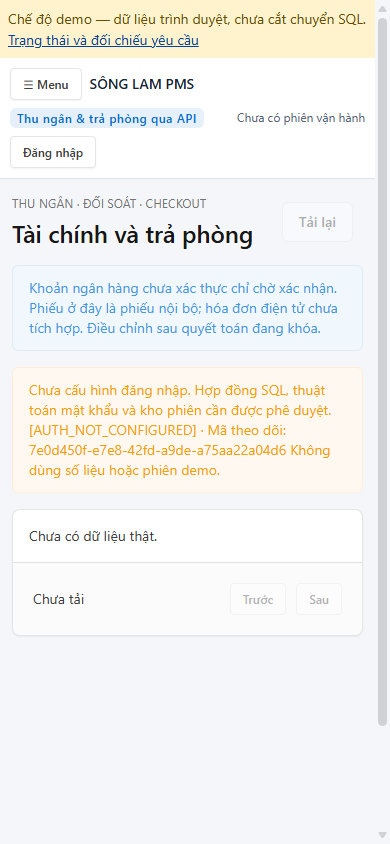 Chế độ demo — dữ liệu trình duyệt, chưa cắt chuyển SQL.
Trạng thái và đối chiếu yêu cầu
☰ Menu
SÔNG LAM PMS
Thu ngân & trả phòng qua API
Chưa có phiên vận hành
Đăng nhập
THU NGÂN · ĐỐI SOÁT · CHECKOUT
Tài chính và trả phòng
Tải lại
Khoản ngân hàng chưa xác thực chỉ chờ xác nhận.
Phiếu ở đây là phiếu nội bộ; hóa đơn điện tử chưa
tích hợp. Điều chỉnh sau quyết toán đang khóa.
Chưa cấu hình đăng nhập. Hợp đồng SQL, thuật
toán mật khẩu và kho phiên cần được phê duyệt.
[AUTH_NOT_CONFIGURED] · Mã theo dõi:
7e0d450f-e7e8-42fd-a9de-a75aa22a04d6 Không
dùng số liệu hoặc phiên demo.
Chưa có dữ liệu thật.
Chưa tải
Trước
Sau